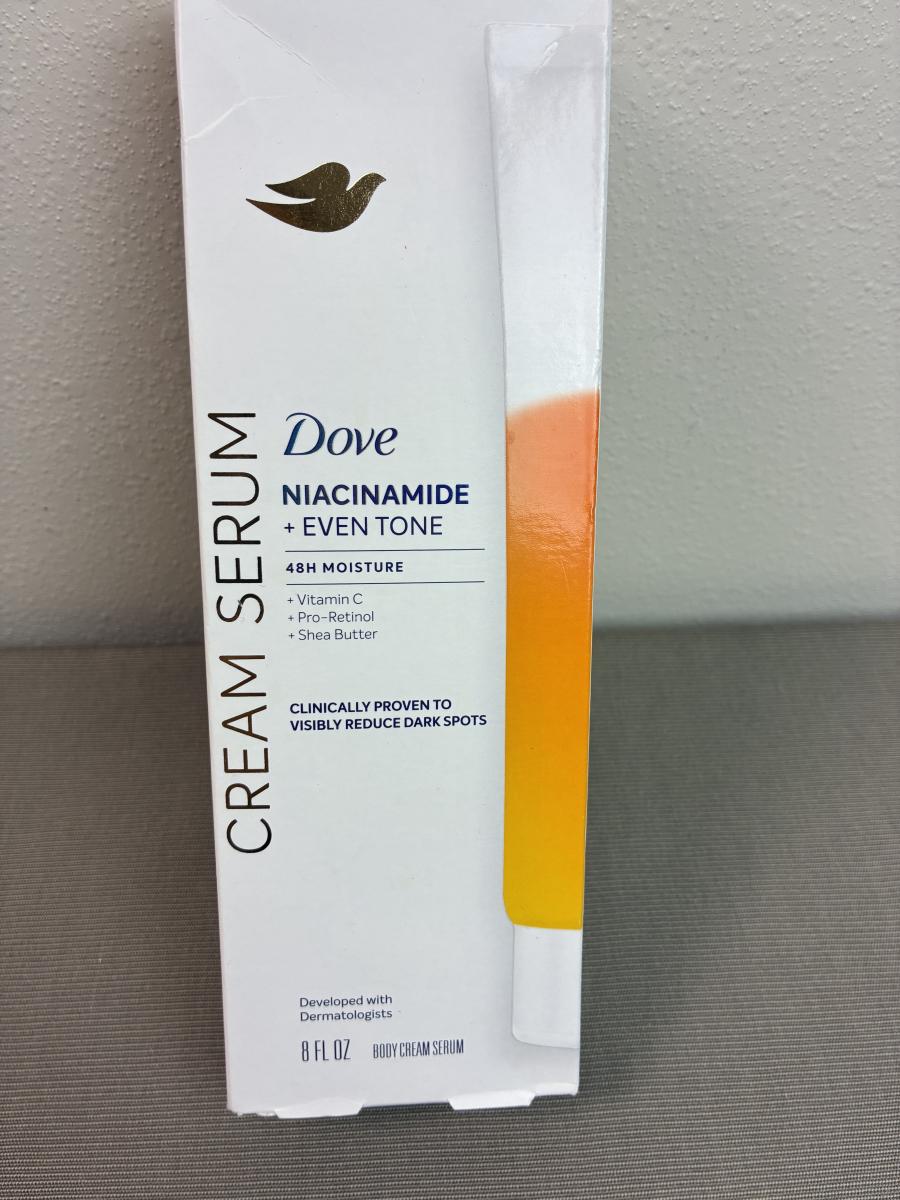 CREAM SERUM
Dove
NIACINAMIDE
+ EVEN TONE
48H MOISTURE
+ Vitamin C
+ Pro-Retinol
+ Shea Butter
CLINICALLY PROVEN TO
VISIBLY REDUCE DARK SPOTS
Developed with
Dermatologists
8 FL OZ BODY CREAM SERUM